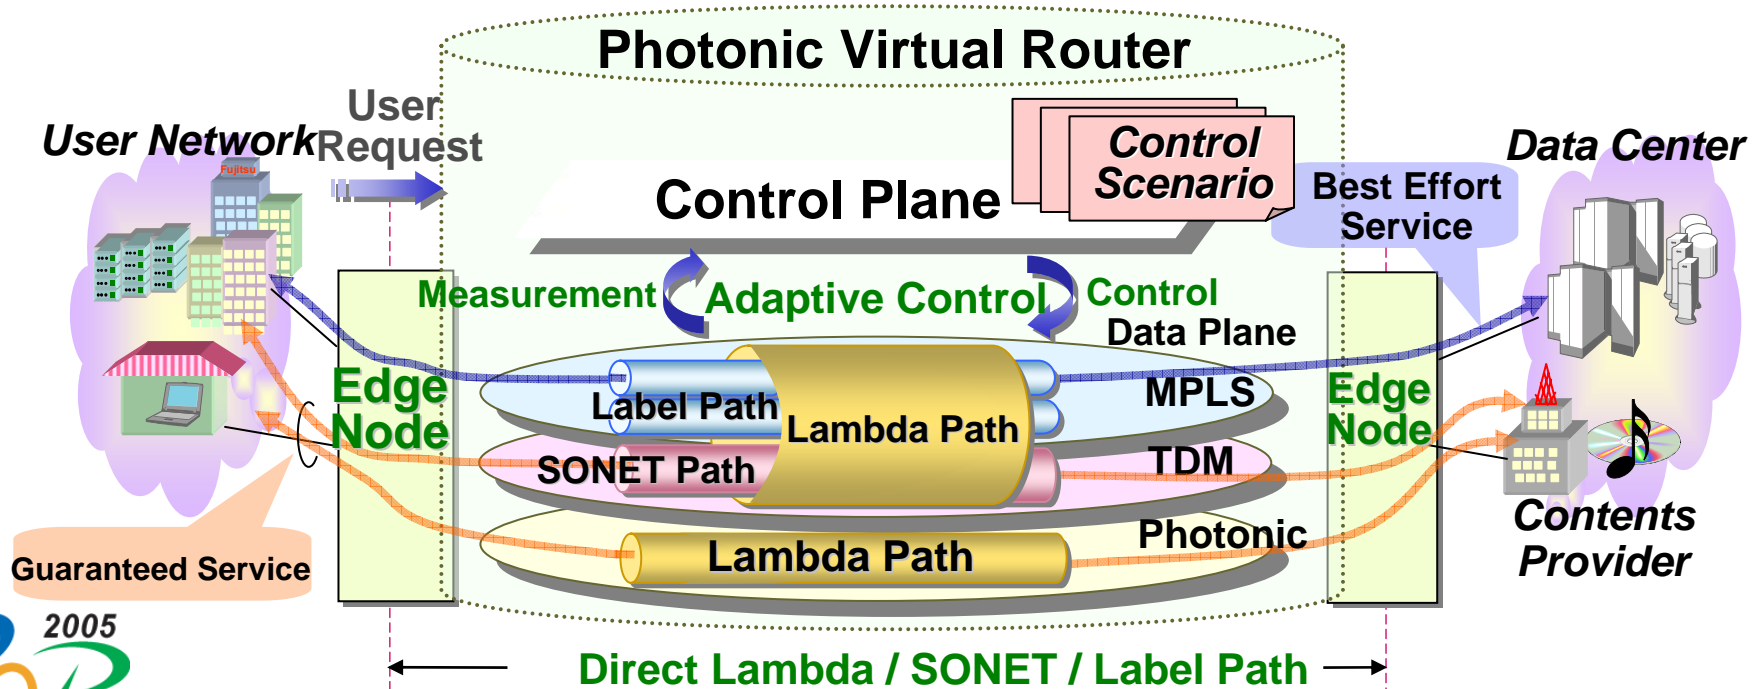 Photonic Virtual Router
User
Request
User Network
Fujitsu
Control
Scenario
Data Center
Control Plane
Best Effort
Service
Measurement
Adaptive Control
Control
Data Plane
Edge
Node
Label Path
Lambda Path
MPLS
Edge
Node
SONET Path
TDM
Lambda Path
Photonic
Contents
Provider
Guaranteed Service
2005
Direct Lambda / SONET / Label Path